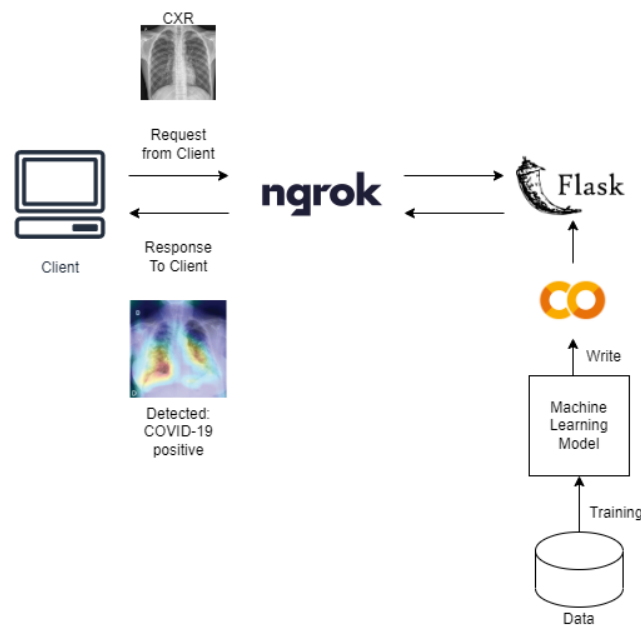 CXR
Request
from Client
ngrok
Flask
Response
To Client
Client
Write
Detected:
COVID-19
positive
Machine
Learning
Model
Training
Data